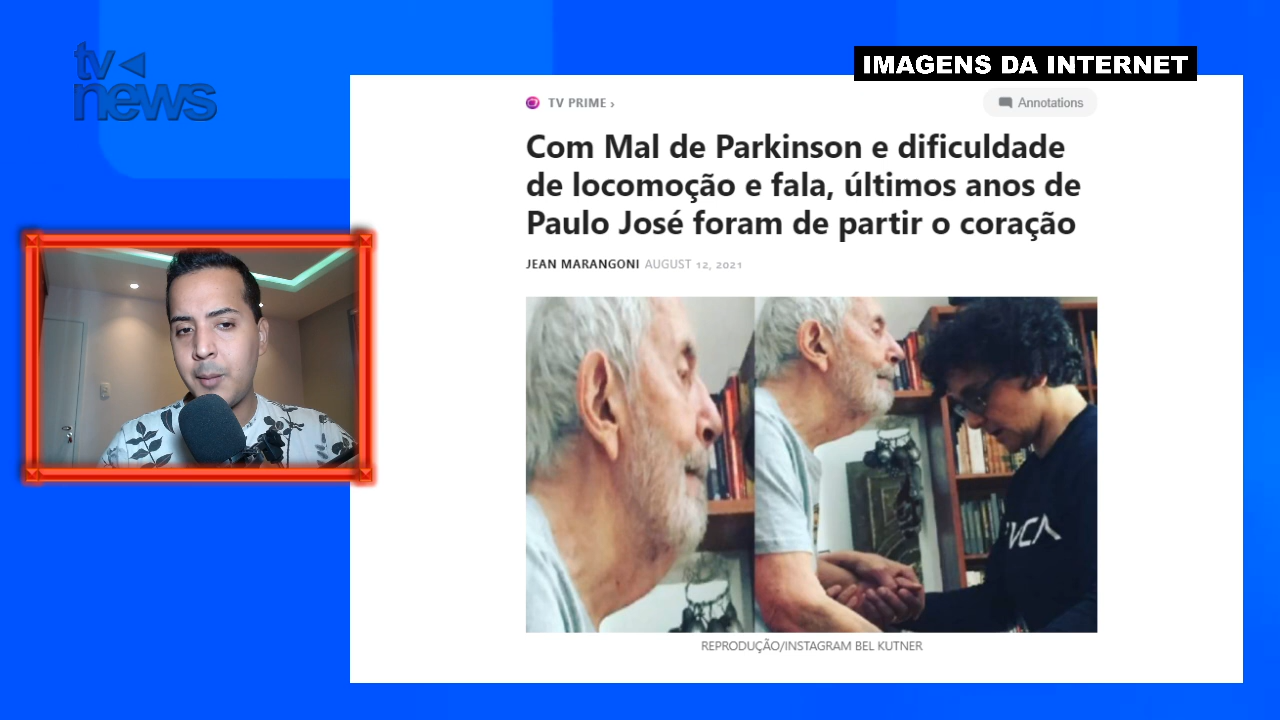 tv
news
IMAGENS DA INTERNET
TV PRIME ›
Annotations
Com Mal de Parkinson e dificuldade
de locomoção e fala, últimos anos de
Paulo José foram de partir o coração
JEAN MARANGONI AUGUST 12, 2021
VCA
REPRODUÇÃO/INSTAGRAM BEL KUTNER